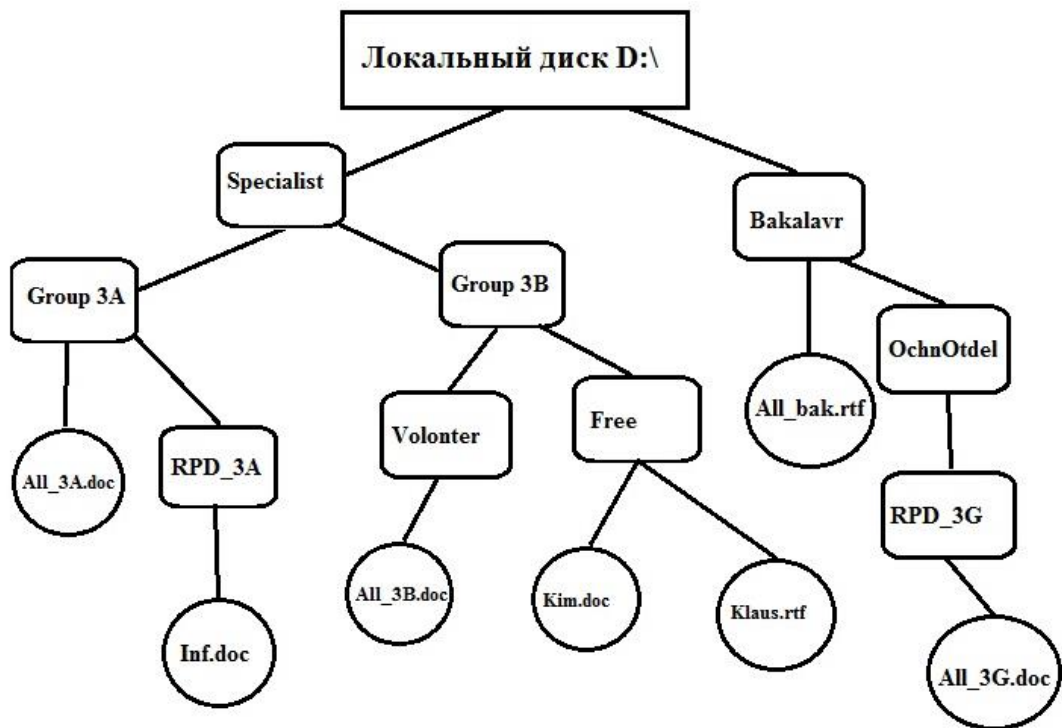 Локальный диск D:\
Specialist
Bakalavr
Group 3A
Group 3B
OchnOtdel
Volonter
Free
All_bak.rtf
All_3A.doc
RPD_3A
RPD_3G
All_3B.doc
Kim.doc
Klaus.rtf
Inf.doc
All_3G.doc